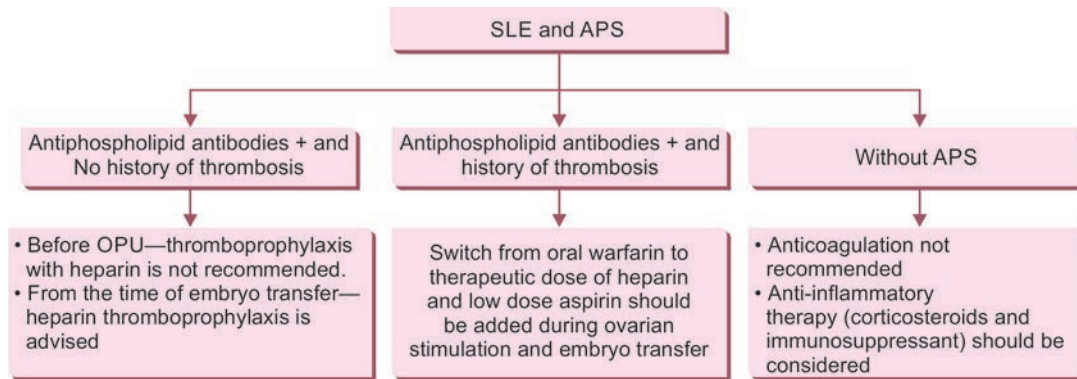 SLE and APS
Antiphospholipid antibodies + and
No history of thrombosis
Antiphospholipid antibodies + and
history of thrombosis
Without APS
• Before OPU—thromboprophylaxis
with heparin is not recommended.
• From the time of embryo transfer—
heparin thromboprophylaxis is
advised
Switch from oral warfarin to
therapeutic dose of heparin
and low dose aspirin should
be added during ovarian
stimulation and embryo transfer
• Anticoagulation not
recommended
• Anti-inflammatory
therapy (corticosteroids and
immunosuppressant) should be
considered